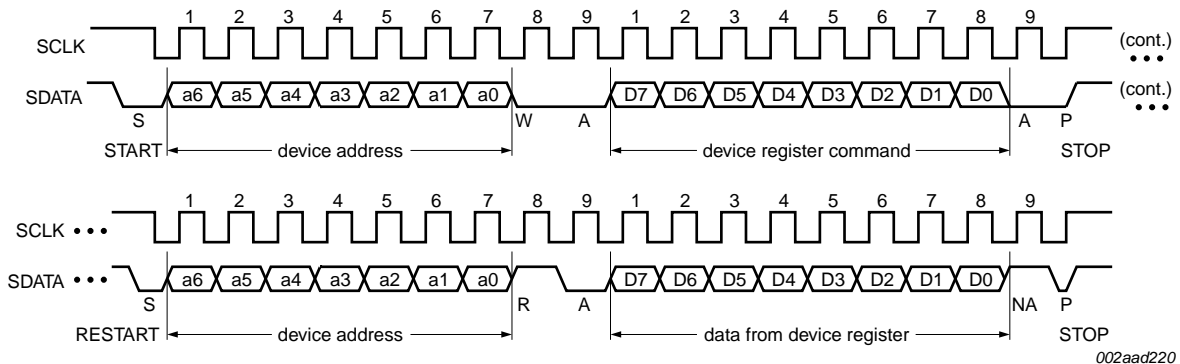 1 2 3 4 5 6 7 8 9 1 2 3 4 5 6 7 8 9
SCLK (cont.)
SDATA a6 a5 a4 a3 a2 a1 a0 D7 D6 D5 D4 D3 D2 D1 D0 (cont.)
S W A A P
START device address device register command STOP
1 2 3 4 5 6 7 8 9 1 2 3 4 5 6 7 8 9
SCLK
SDATA a6 a5 a4 a3 a2 a1 a0 D7 D6 D5 D4 D3 D2 D1 D0
S R A NA P
RESTART device address data from device register STOP
002aad220